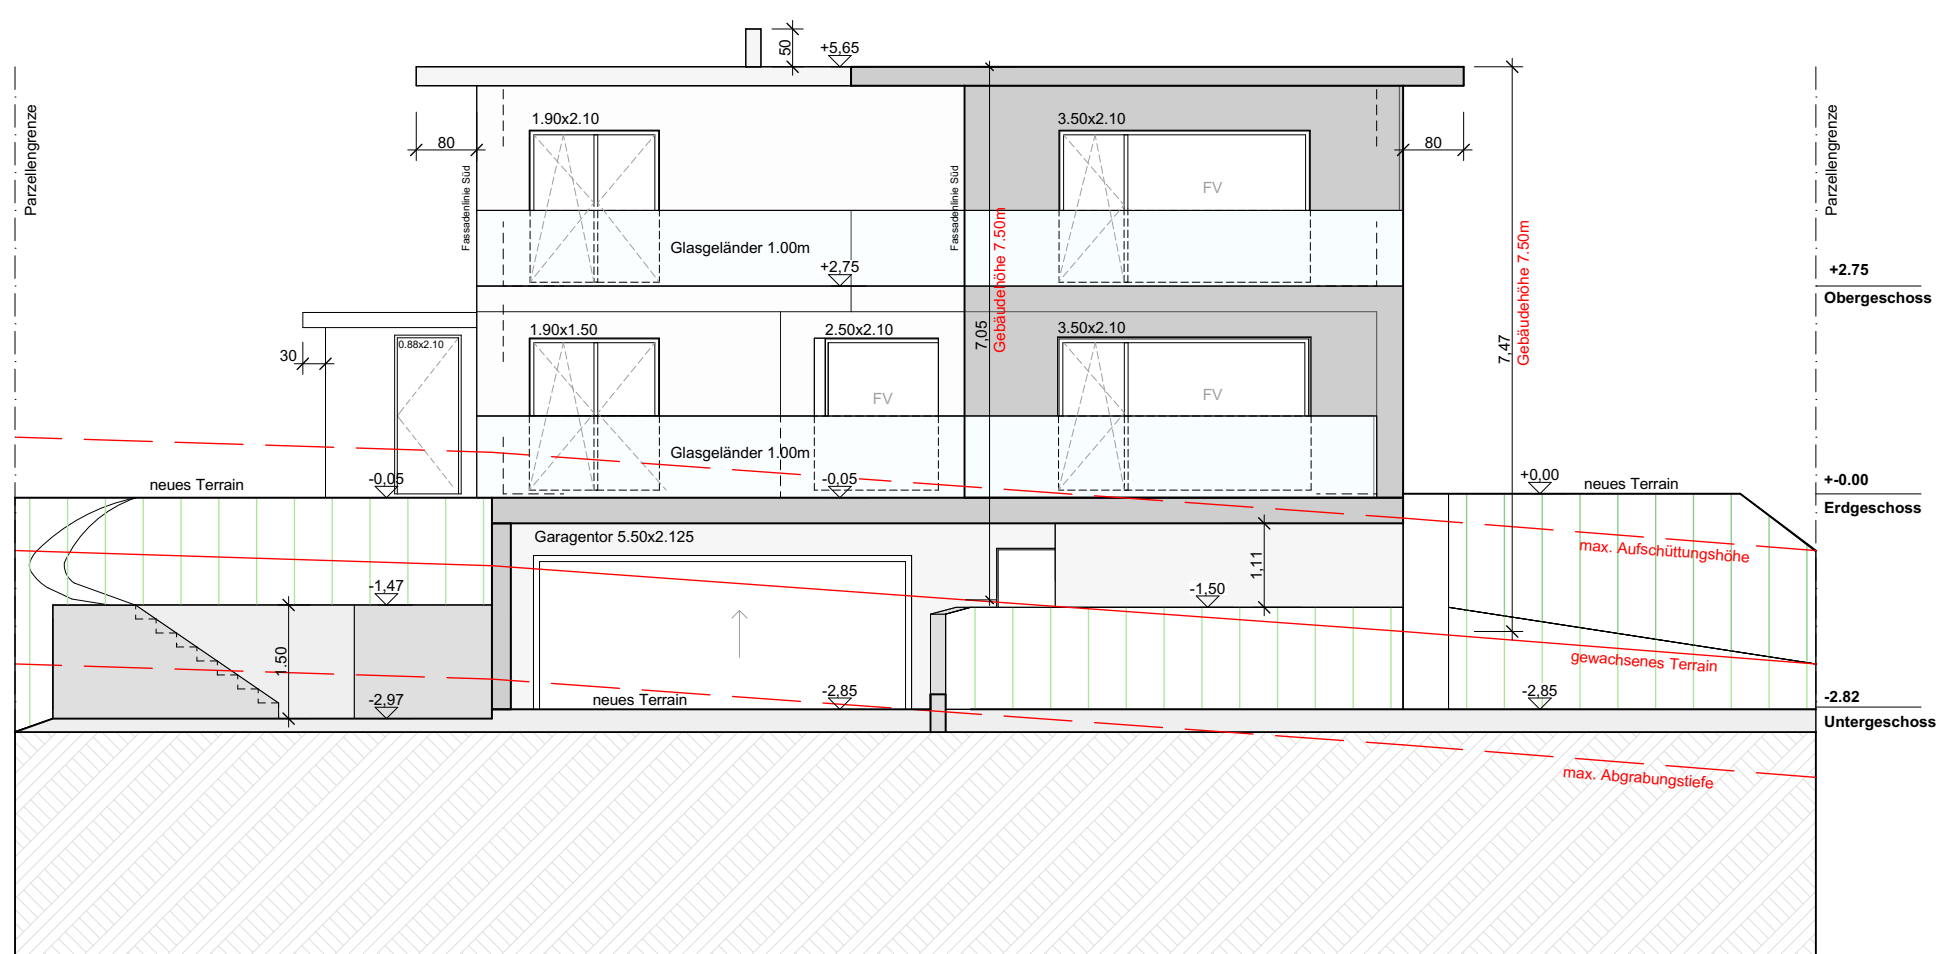 50
+5,65
Parzellengrenze
80
1.90x2.10
3.50x2.10
80
Parzellengrenze
Fassadenlinie Süd
Fassadenlinie Süd
FV
Gebäudehöhe 7.50m
7,05
Gebäudehöhe 7.50m
7,47
Glasgeländer 1.00m
+2,75
+2.75
Obergeschoss
30
0.88x2.10
1.90x1.50
2.50x2.10
3.50x2.10
FV
FV
Glasgeländer 1.00m
neues Terrain
-0,05
-0,05
+0,00
neues Terrain
+-0.00
Erdgeschoss
Garagentor 5.50x2.125
1,11
max. Aufschüttungshöhe
-1,47
-1,50
1.50
gewachsenes Terrain
-2,97
neues Terrain
-2,85
-2,85
-2.82
Untergeschoss
max. Abgrabungstiefe